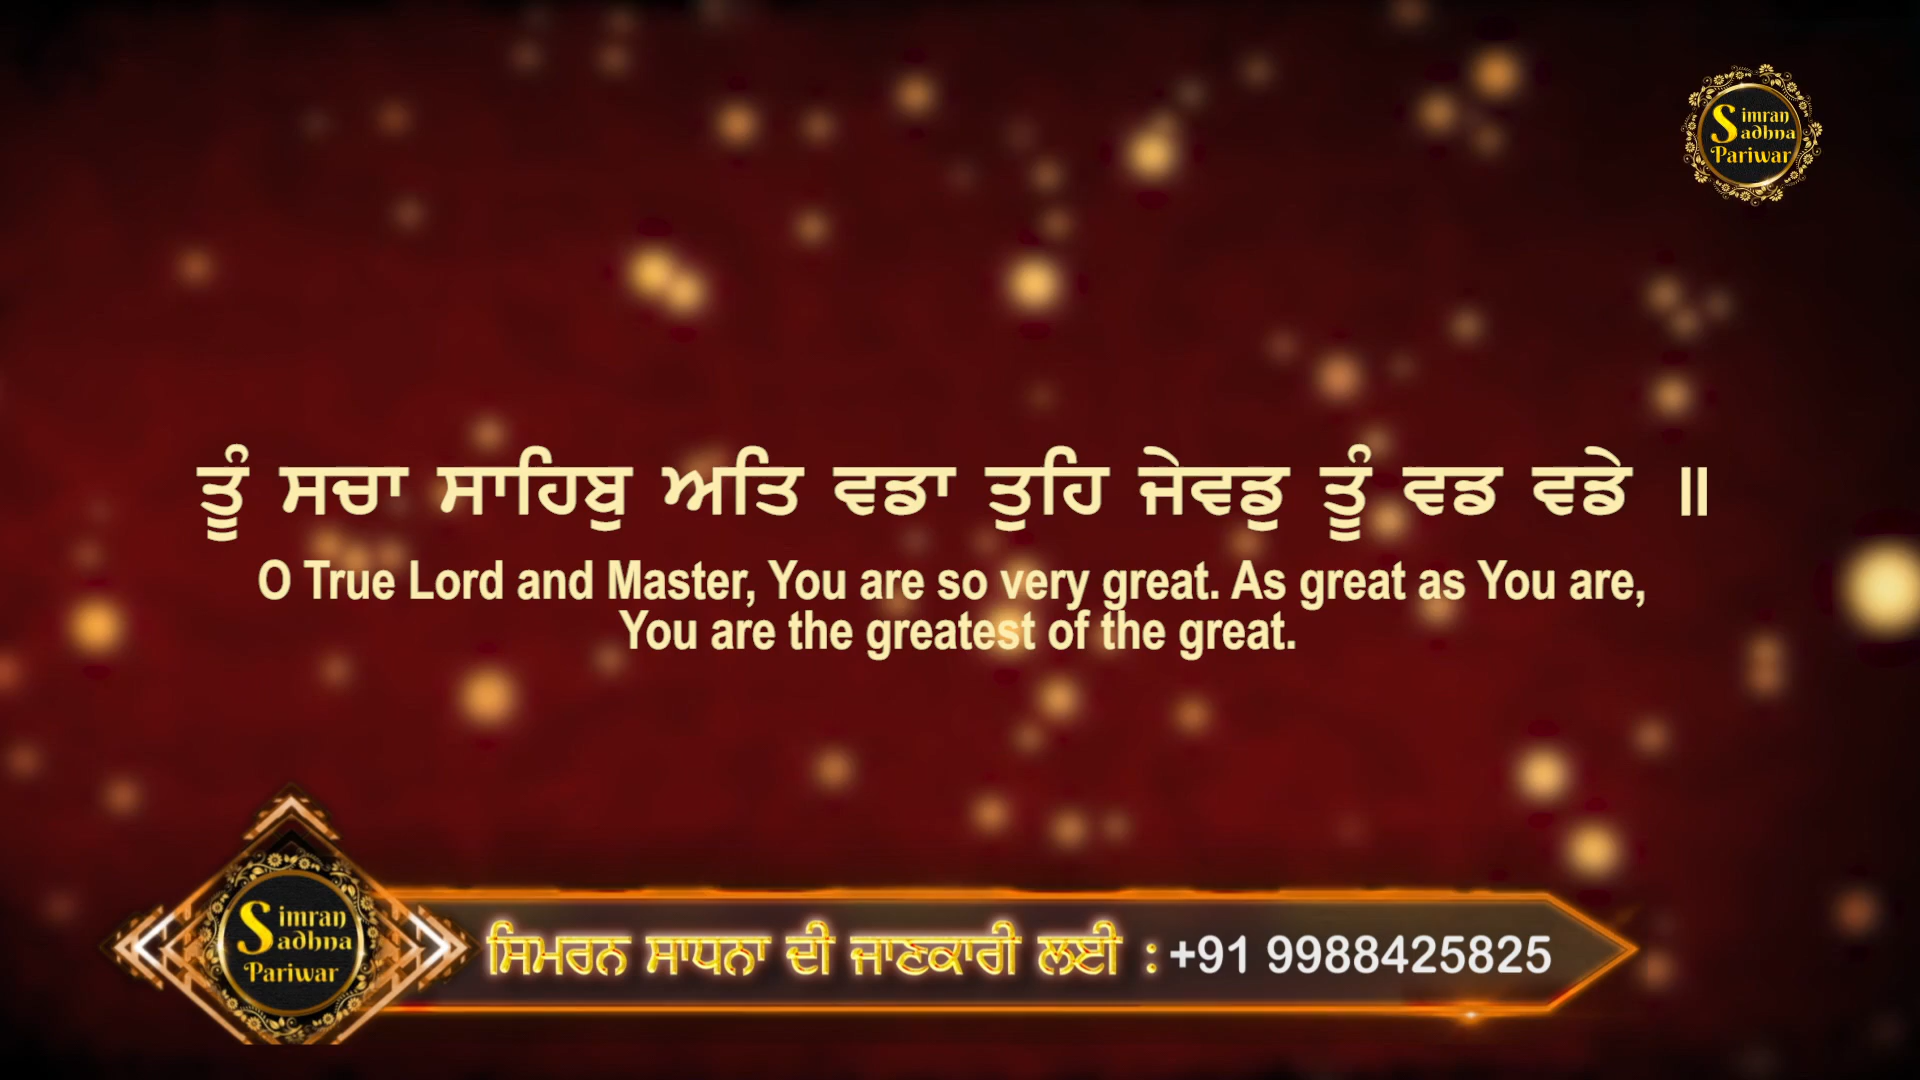 Simran
Sadhna
Pariwar
ਤੂੰ ਸਚਾ ਸਾਹਿਬੁ ਅਤਿ ਵਡਾ ਤੁਹਿ ਜੇਵਡੁ ਤੂੰ ਵਡ ਵਡੇ ॥
O True Lord and Master, You are so very great. As great as You are,
You are the greatest of the great.
Simran
Sadhna
Pariwar
ਸਿਮਰਨ ਸਾਧਨਾ ਦੀ ਜਾਣਕਾਰੀ ਲਈ : +91 9988425825